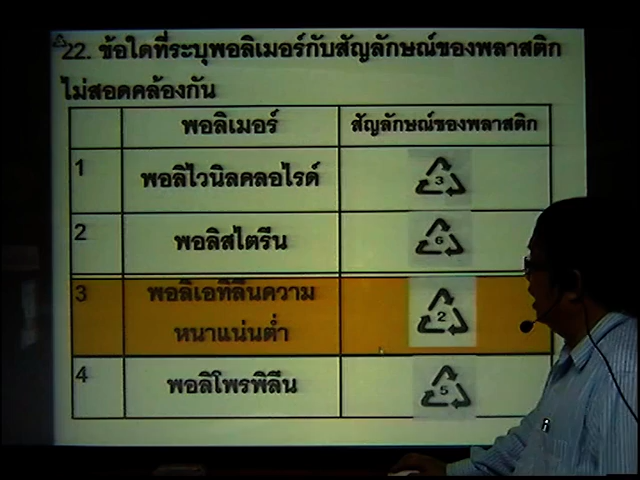 22. ข้อใดที่ระบุพอลิเมอร์กับสัญลักษณ์ของพลาสติก
ไม่สอดคล้องกัน
พอลิเมอร์ สัญลักษณ์ของพลาสติก
1 พอลิไวนิลคลอไรด์ 3
2 พอลิสไตรีน 6
3 พอลิเอทิลีนความ
หนาแน่นต่ำ 2
4 พอลิโพรพิลีน 5